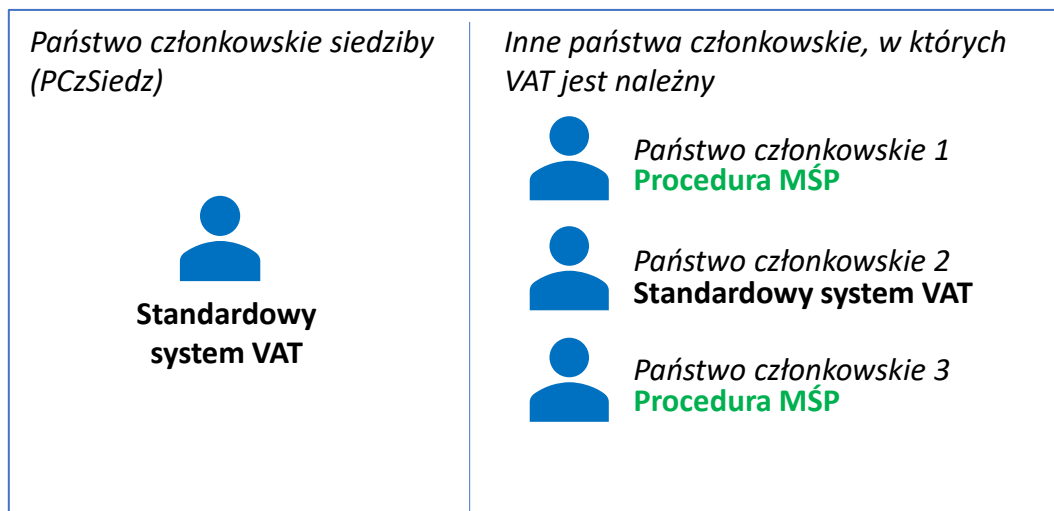 Państwo członkowskie siedziby
(PCzSiedz)
Standardowy
system VAT
Inne państwa członkowskie, w których
VAT jest należny
Państwo członkowskie 1
Procedura MŚP
Państwo członkowskie 2
Standardowy system VAT
Państwo członkowskie 3
Procedura MŚP